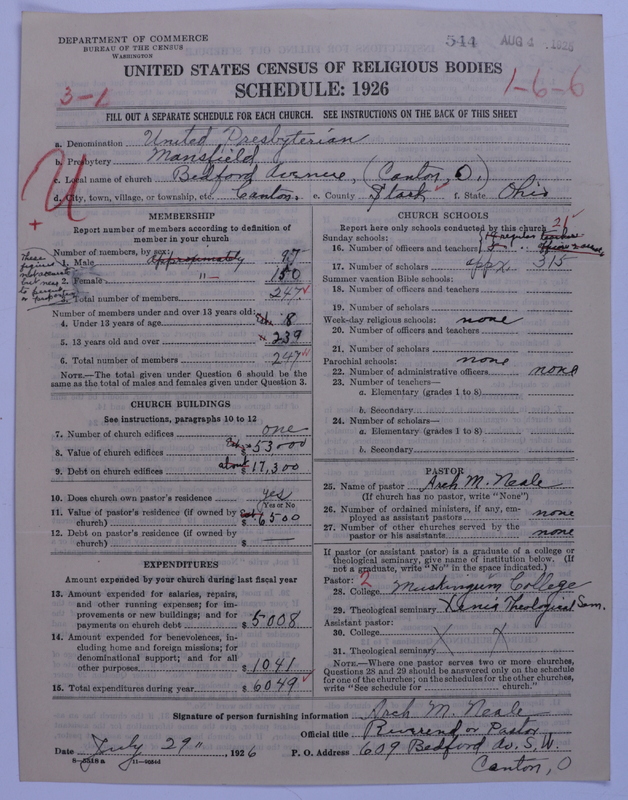 DEPARTMENT OF COMMERCE
BUREAU OF THE CENSUS
WASHINGTON
544 AUG 4 1926
UNITED STATES CENSUS OF RELIGIOUS BODIES
3-1 SCHEDULE: 1926 1-6-6
FILL OUT A SEPARATE SCHEDULE FOR EACH CHURCH. SEE INSTRUCTIONS ON THE BACK OF THIS SHEET
a. Denomination United Presbyterian
b. Presbytery Mansfield
c. Local name of church Bedford Avenue, (Canton, O.)
d. City, town, village, or township, etc. Canton. e. County Stark f. State Ohio
MEMBERSHIP
Report number of members according to definition of
member in your church
Number of members, by sex: Approximately
1. Male 97
2. Female " 150
3. Total number of members 247
These figures not accurate but near
Number of members under and over 13 years old:
4. Under 13 years of age 8
5. 13 years old and over 239
6. Total number of members 247
NOTE.—The total given under Question 6 should be the
same as the total of males and females given under Question 3.
CHURCH BUILDINGS
See instructions, paragraphs 10 to 12
7. Number of church edifices one
8. Value of church edifices $ 53000
9. Debt on church edifices about $ 17,300
10. Does church own pastor's residence yes
(Yes or No)
11. Value of pastor's residence (if owned by
church) Est. $ 6500
12. Debt on pastor's residence (if owned by
church) $ —
EXPENDITURES
Amount expended by your church during last fiscal year
13. Amount expended for salaries, repairs,
and other running expenses; for im-
provements or new buildings; and for
payments on church debt $ 5008
14. Amount expended for benevolences, in-
cluding home and foreign missions; for
denominational support; and for all
other purposes $ 1041
15. Total expenditures during year $ 6049
CHURCH SCHOOLS
Report here only schools conducted by this church 21
Sunday schools:
16. Number of officers and teachers
17. Number of scholars appx. 315
Summer vacation Bible schools:
18. Number of officers and teachers
19. Number of scholars
Week-day religious schools: none
20. Number of officers and teachers
21. Number of scholars
Parochial schools: none
22. Number of administrative officers none
23. Number of teachers—
a. Elementary (grades 1 to 8)
b. Secondary
24. Number of scholars—
a. Elementary (grades 1 to 8)
b. Secondary
PASTOR
25. Name of pastor Arch M. Neale
(If church has no pastor, write "None")
26. Number of ordained ministers, if any, em-
ployed as assistant pastors none
27. Number of other churches served by the
pastor or his assistante none
If pastor (or assistant pastor) is a graduate of a college or
theological seminary, give name of institution below. (If
not a graduate, write "No" in the space indicated.)
Pastor: 2
28. College Muskingum College
29. Theological seminary Xenia Theological Sem.
Assistant pastor:
30. College X X
31. Theological seminary
NOTE.—Where one pastor serves two or more churches,
Questions 28 and 29 should be answered only on the schedule
for one of the churches; on the schedules for the other churches,
write "See schedule for church."
Signature of person furnishing information Arch M. Neale
Official title Reverend or Pastor
Date July 29", 1926 P. O. Address 609 Bedford Av. S. W.
Canton, O